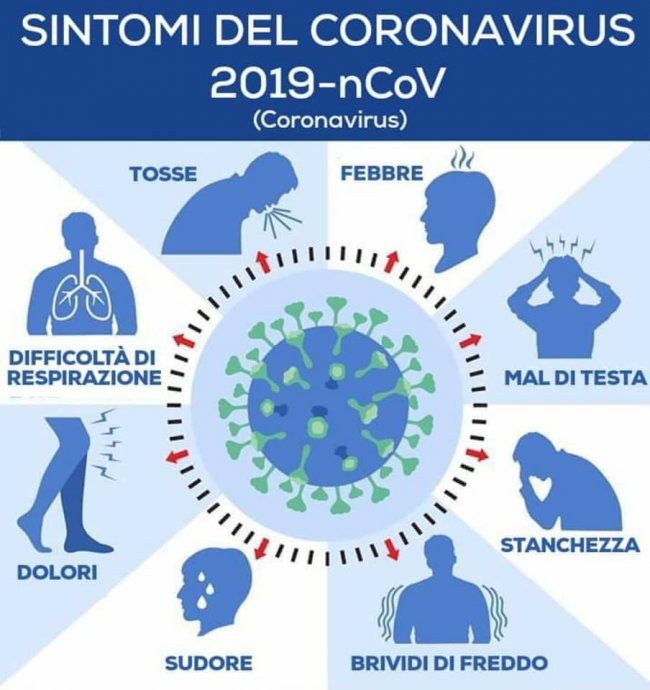 SINTOMI DEL CORONAVIRUS
2019-nCoV
(Coronavirus)
TOSSE
FEBBRE
DIFFICOLTÀ DI
RESPIRAZIONE
MAL DI TESTA
DOLORI
STANCHEZZA
SUDORE
BRIVIDI DI FREDDO